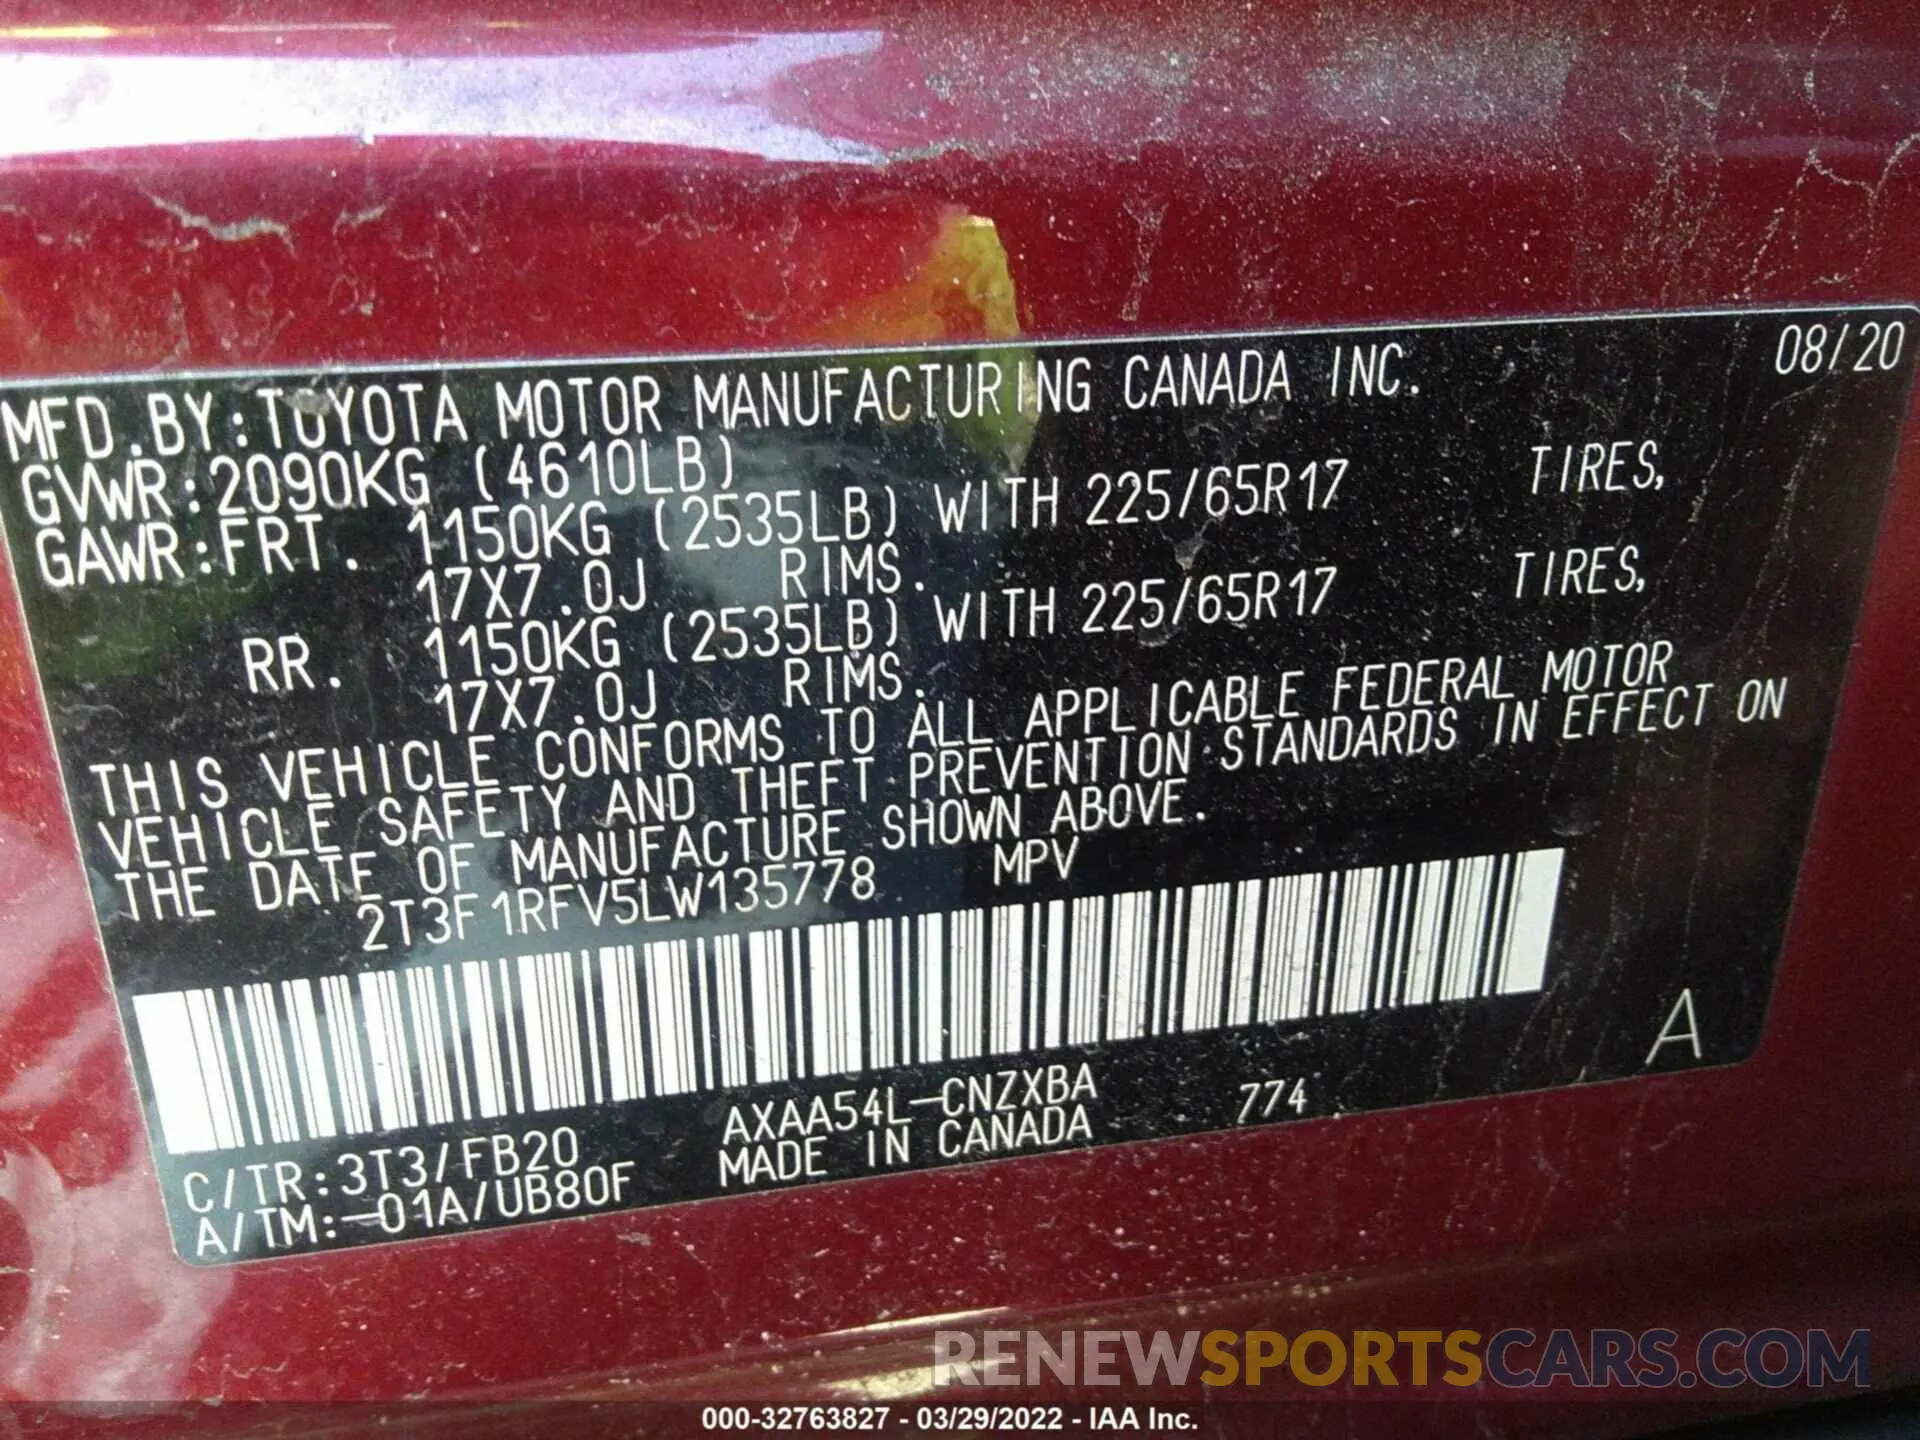 08/20
MFD.BY:TOYOTA MOTOR MANUFACTURING CANADA INC.
GVWR:2090KG (4610LB)
GAWR:FRT. 1150KG (2535LB) WITH 225/65R17 TIRES,
17X7.0J RIMS.
RR. 1150KG (2535LB) WITH 225/65R17 TIRES,
17X7.0J RIMS.
THIS VEHICLE CONFORMS TO ALL APPLICABLE FEDERAL MOTOR
VEHICLE SAFETY AND THEFT PREVENTION STANDARDS IN EFFECT ON
THE DATE OF MANUFACTURE SHOWN ABOVE.
2T3F1RFV5LW135778 MPV
A
AXAA54L-CNZXBA 774
C/TR:3T3/FB20 MADE IN CANADA
A/TM:-01A/UB80F
RENEWSPORTSCARS.COM
000-32763827 - 03/29/2022 - IAA Inc.